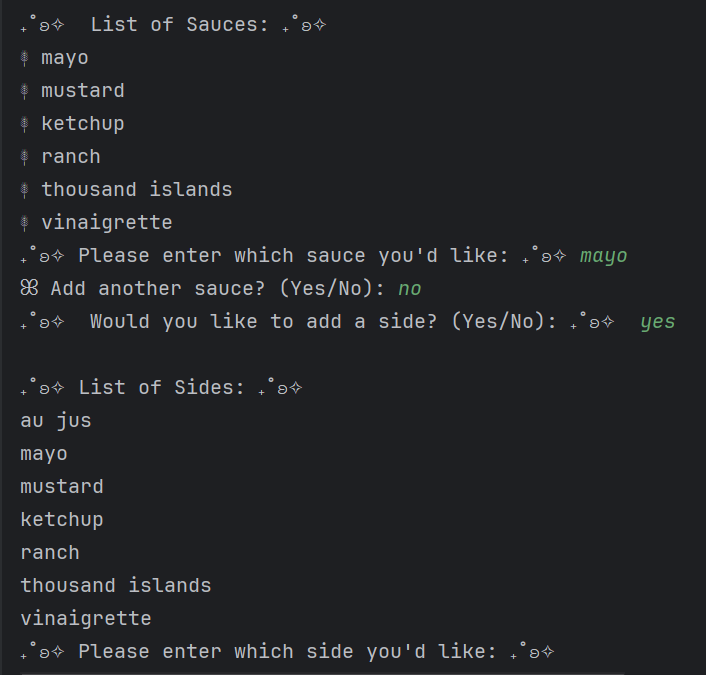 ₊˚ʚ✧  List of Sauces: ₊˚ʚ✧
𖧧 mayo
𖧧 mustard
𖧧 ketchup
𖧧 ranch
𖧧 thousand islands
𖧧 vinaigrette
₊˚ʚ✧ Please enter which sauce you'd like: ₊˚ʚ✧ mayo
ꕤ Add another sauce? (Yes/No): no
₊˚ʚ✧  Would you like to add a side? (Yes/No): ₊˚ʚ✧  yes
₊˚ʚ✧ List of Sides: ₊˚ʚ✧
au jus
mayo
mustard
ketchup
ranch
thousand islands
vinaigrette
₊˚ʚ✧ Please enter which side you'd like: ₊˚ʚ✧